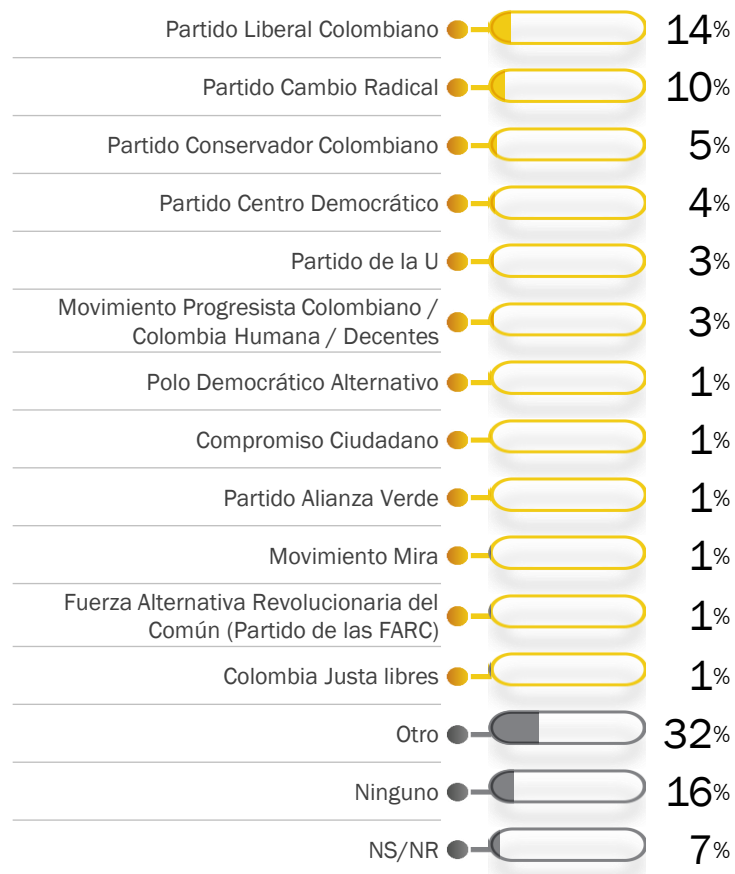 Partido Liberal Colombiano 14%
Partido Cambio Radical 10%
Partido Conservador Colombiano 5%
Partido Centro Democrático 4%
Partido de la U 3%
Movimiento Progresista Colombiano /
Colombia Humana / Decentes 3%
Polo Democrático Alternativo 1%
Compromiso Ciudadano 1%
Partido Alianza Verde 1%
Movimiento Mira 1%
Fuerza Alternativa Revolucionaria del
Común (Partido de las FARC) 1%
Colombia Justa libres 1%
Otro 32%
Ninguno 16%
NS/NR 7%